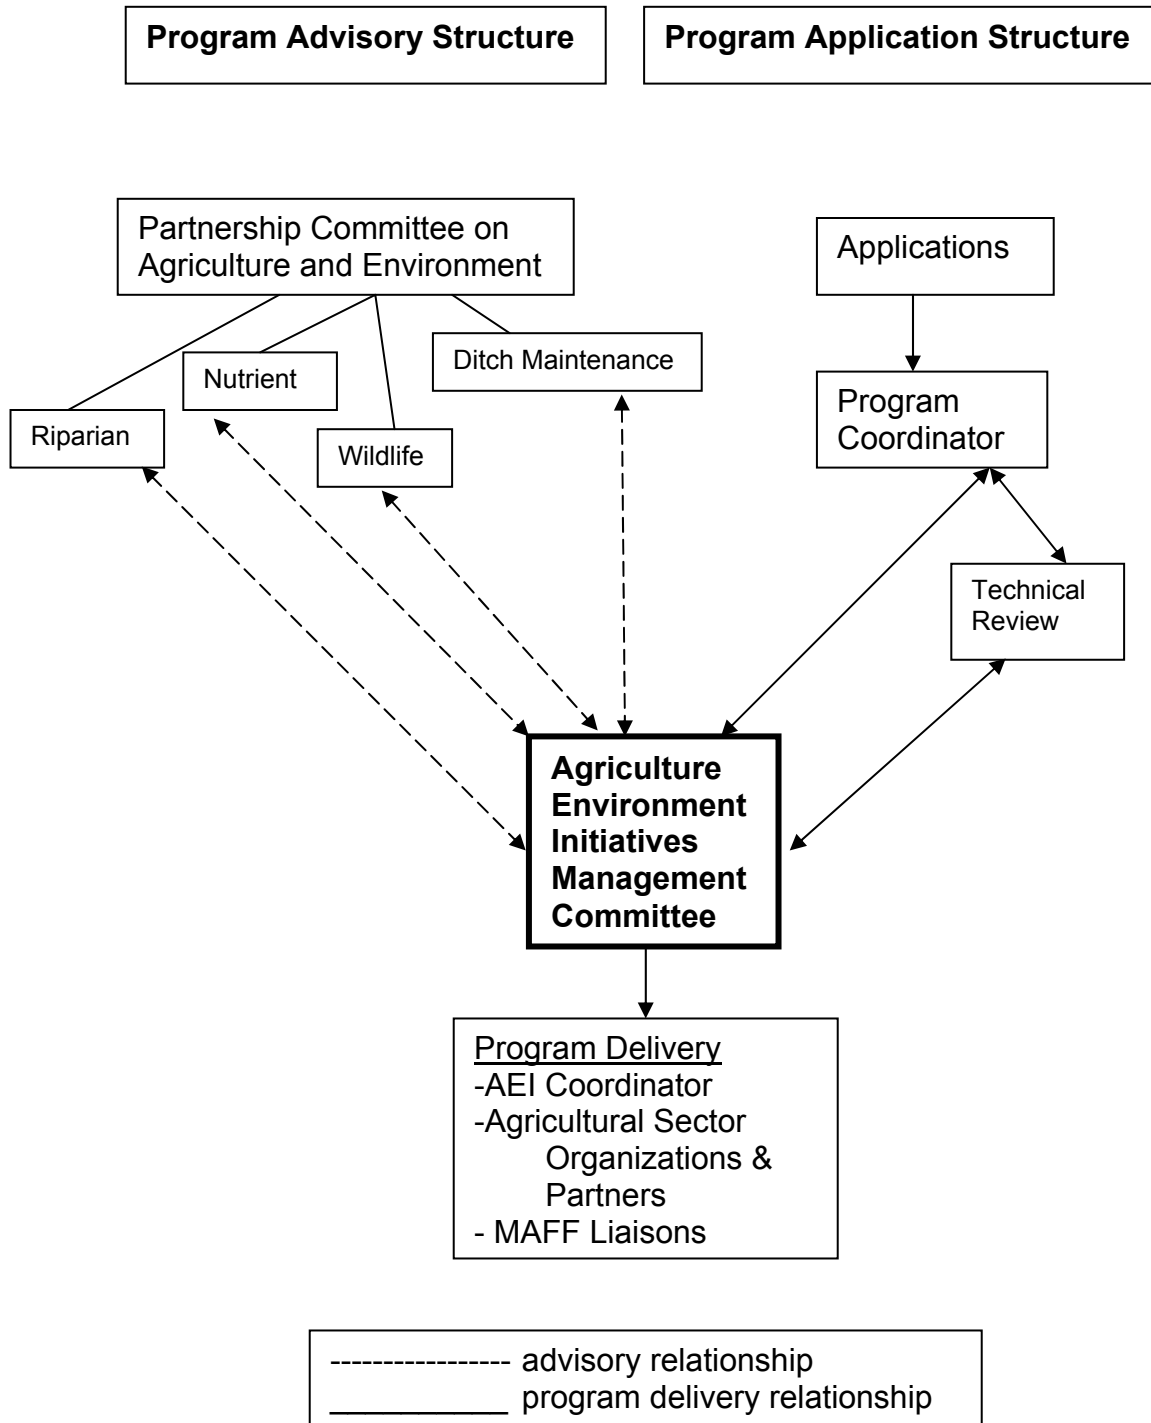 Program Advisory Structure
Program Application Structure
Partnership Committee on
Agriculture and Environment
Applications
Ditch Maintenance
Nutrient
Program
Coordinator
Riparian
Wildlife
Technical
Review
Agriculture
Environment
Initiatives
Management
Committee
Program Delivery
-AEI Coordinator
-Agricultural Sector
Organizations &
Partners
- MAFF Liaisons
----------------- advisory relationship
___________ program delivery relationship